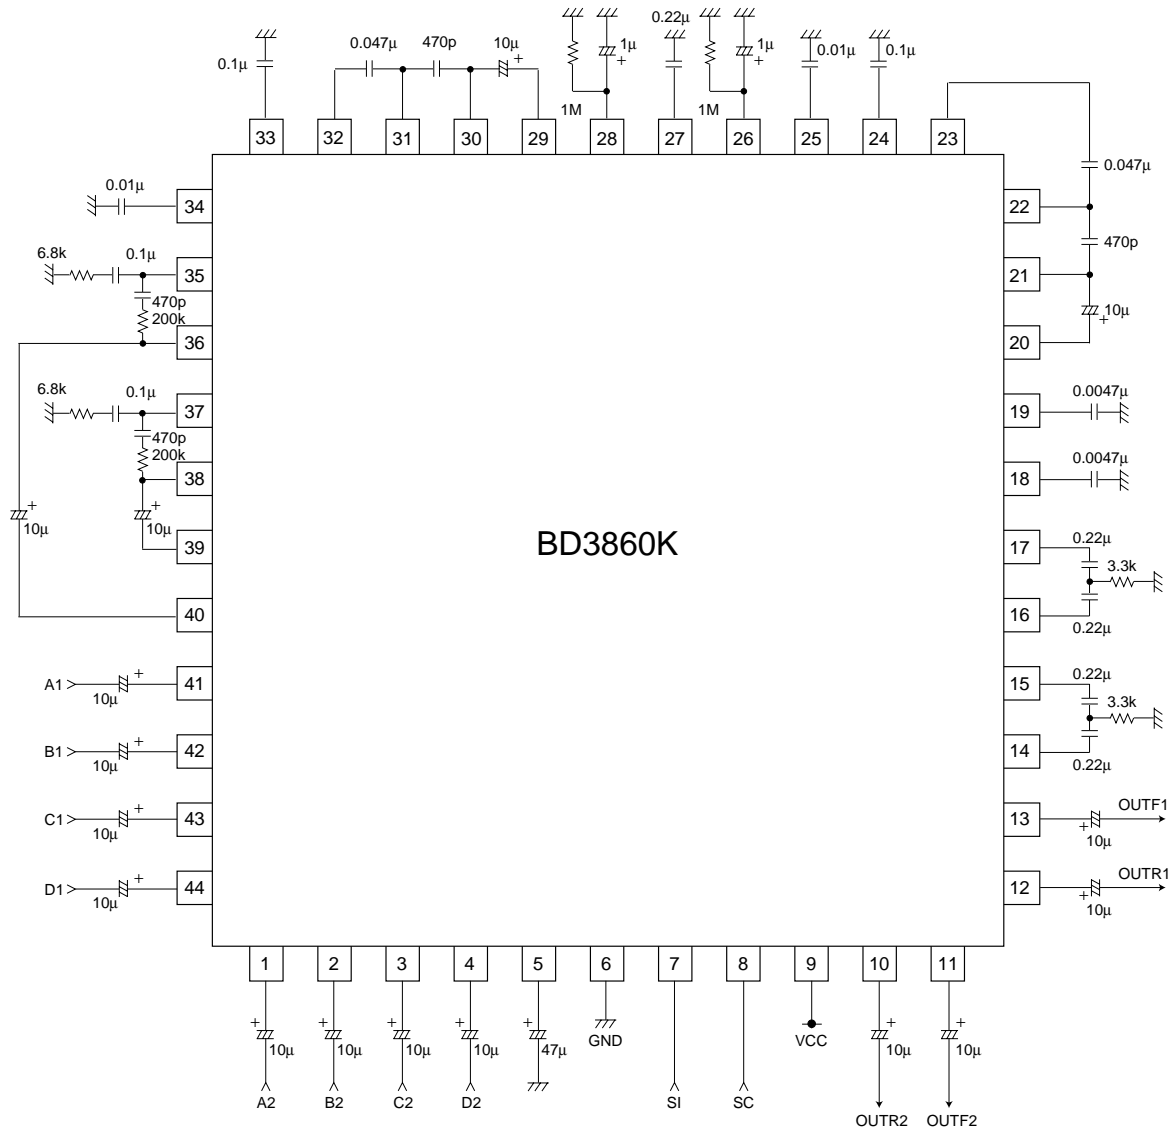 0.22μ
0.1μ
0.047μ
470p
10μ
+
1M
1μ
+
1M
1μ
+
0.01μ
0.1μ
33
32
31
30
29
28
27
26
25
24
23
0.047μ
0.01μ
34
22
470p
6.8k
0.1μ
35
21
470p
200k
10μ
+
36
20
6.8k
0.1μ
37
19
0.0047μ
470p
200k
38
18
0.0047μ
+
10μ
+
10μ
39
BD3860K
17
0.22μ
3.3k
40
16
0.22μ
A1
+
10μ
41
15
0.22μ
3.3k
B1
+
10μ
42
14
0.22μ
C1
+
10μ
43
13
+
10μ
OUTF1
D1
+
10μ
44
12
+
10μ
OUTR1
1
2
3
4
5
6
7
8
9
10
11
+
10μ
+
10μ
+
10μ
+
10μ
+
47μ
GND
VCC
+
10μ
+
10μ
A2
B2
C2
D2
SI
SC
OUTR2
OUTF2